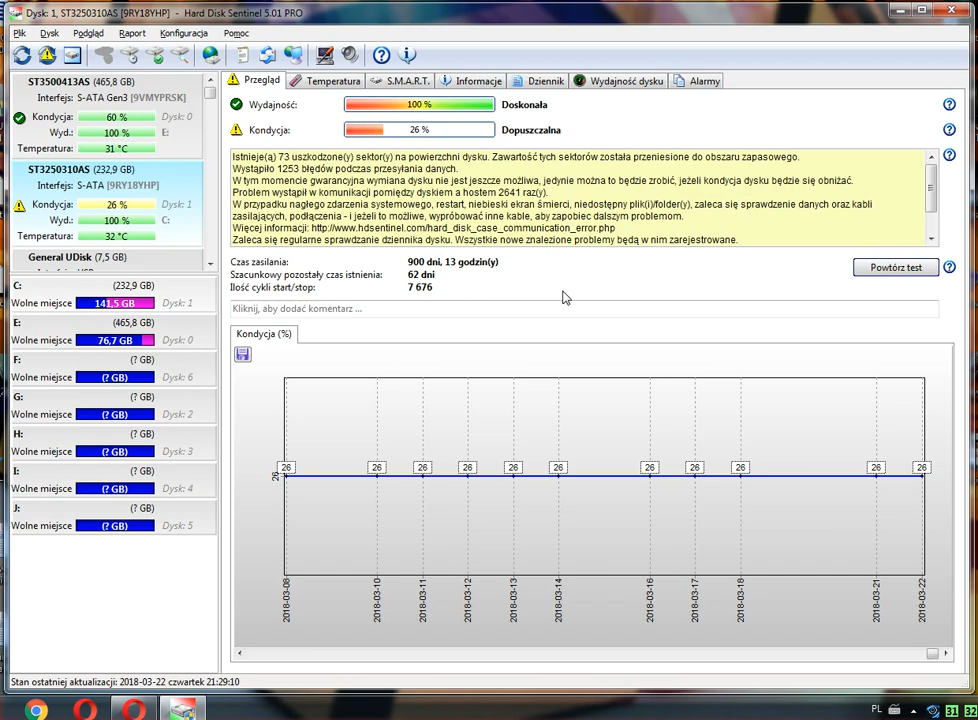 Dysk: 1, ST3250310AS [9RY18YHP] - Hard Disk Sentinel 5.01 PRO
Plik Dysk Podgląd Raport Konfiguracja Pomoc
ST3500413AS (465,8 GB)
Interfejs: S-ATA Gen3 [9VMYPRSK]
Kondycja: 60 % Dysk: 0
Wyd.: 100 % E:
Temperatura: 31 °C
ST3250310AS (232,9 GB)
Interfejs: S-ATA [9RY18YHP]
Kondycja: 26 % Dysk: 1
Wyd.: 100 % C:
Temperatura: 32 °C
General UDisk (7,5 GB)
C: (232,9 GB)
Wolne miejsce 141,5 GB Dysk: 1
E: (465,8 GB)
Wolne miejsce 76,7 GB Dysk: 0
F: (? GB)
Wolne miejsce (? GB) Dysk: 6
G: (? GB)
Wolne miejsce (? GB) Dysk: 2
H: (? GB)
Wolne miejsce (? GB) Dysk: 3
I: (? GB)
Wolne miejsce (? GB) Dysk: 4
J: (? GB)
Wolne miejsce (? GB) Dysk: 5
Przegląd Temperatura S.M.A.R.T. Informacje Dziennik Wydajność dysku Alarmy
Wydajność: 100 % Doskonała
Kondycja: 26 % Dopuszczalna
Istnieje(ą) 73 uszkodzone(y) sektor(y) na powierzchni dysku. Zawartość tych sektorów została przeniesione do obszaru zapasowego.
Wystąpiło 1253 błędów podczas przesyłania danych.
W tym momencie gwarancyjna wymiana dysku nie jest jeszcze możliwa, jedynie można to będzie zrobić, jeżeli kondycja dysku będzie się obniżać.
Problem wystąpił w komunikacji pomiędzy dyskiem a hostem 2641 raz(y).
W przypadku nagłego zdarzenia systemowego, restart, niebieski ekran śmierci, niedostępny plik(i)/folder(y), zaleca się sprawdzenie danych oraz kabli
zasilających, podłączenia - i jeżeli to możliwe, wypróbować inne kable, aby zapobiec dalszym problemom.
Więcej informacji: http://www.hdsentinel.com/hard_disk_case_communication_error.php
Zaleca się regularne sprawdzanie dziennika dysku. Wszystkie nowe znalezione problemy będą w nim zarejestrowane.
Czas zasilania: 900 dni, 13 godzin(y)
Szacunkowy pozostały czas istnienia: 62 dni
Ilość cykli start/stop: 7 676
Powtórz test
Kliknij, aby dodać komentarz ...
Kondycja (%)
26
26 26 26 26 26 26 26 26 26 26 26
2018-03-08 2018-03-10 2018-03-11 2018-03-12 2018-03-13 2018-03-14 2018-03-16 2018-03-17 2018-03-18 2018-03-21 2018-03-22
Stan ostatniej aktualizacji: 2018-03-22 czwartek 21:29:10
PL 31 32